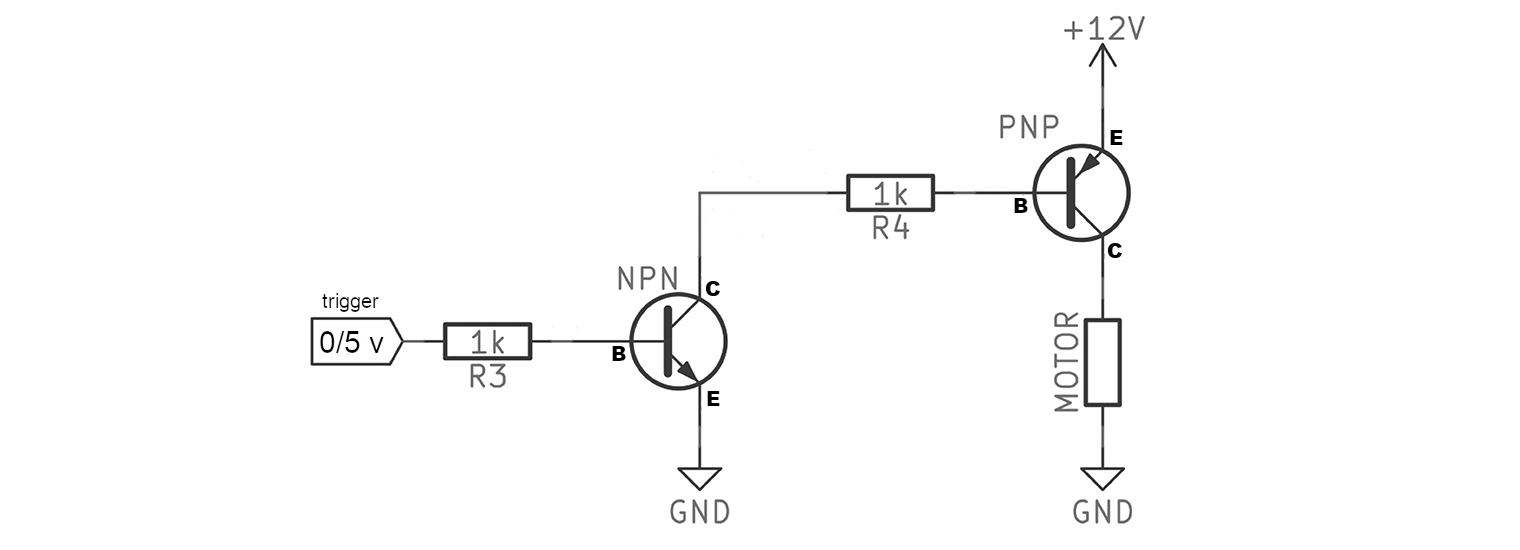 +12V
PNP
E
1k
B
R4
C
NPN
C
trigger
0/5 v
1k
B
R3
E
MOTOR
GND
GND